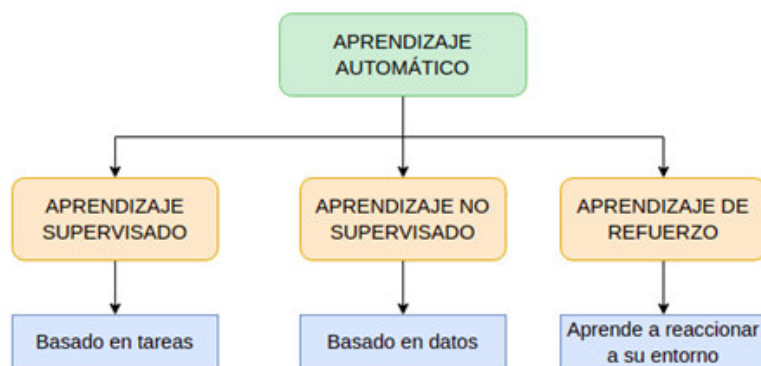 APRENDIZAJE
AUTOMÁTICO
APRENDIZAJE
SUPERVISADO
APRENDIZAJE NO
SUPERVISADO
APRENDIZAJE DE
REFUERZO
Basado en tareas
Basado en datos
Aprende a reaccionar
a su entorno